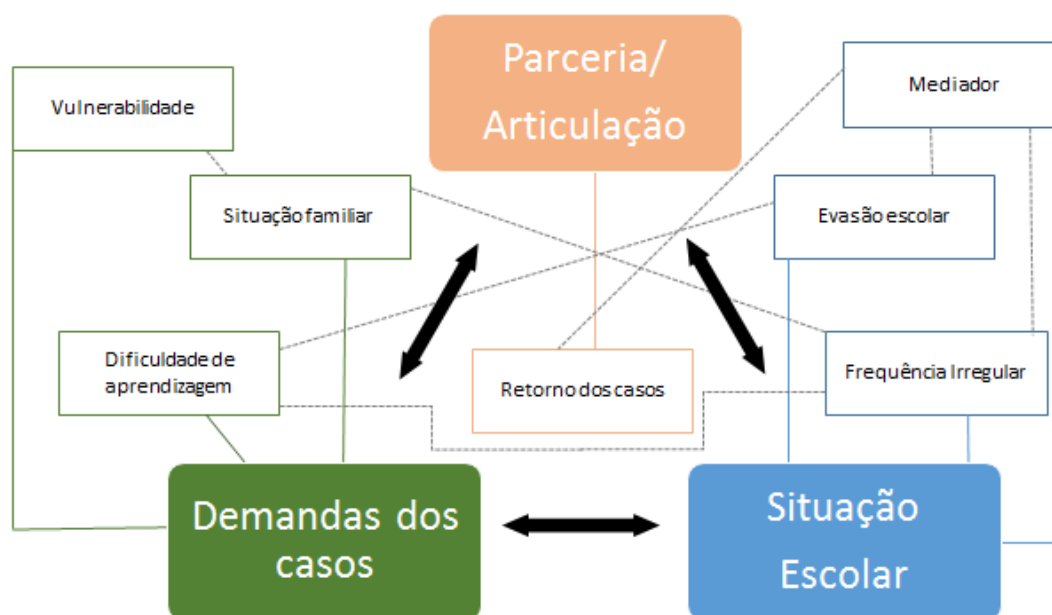 Parceria/
Articulação
Vulnerabilidade
Mediador
Situação familiar
Evasão escolar
Dificuldade de
aprendizagem
Retorno dos casos
Frequência Irregular
Demandas dos
casos
Situação
Escolar